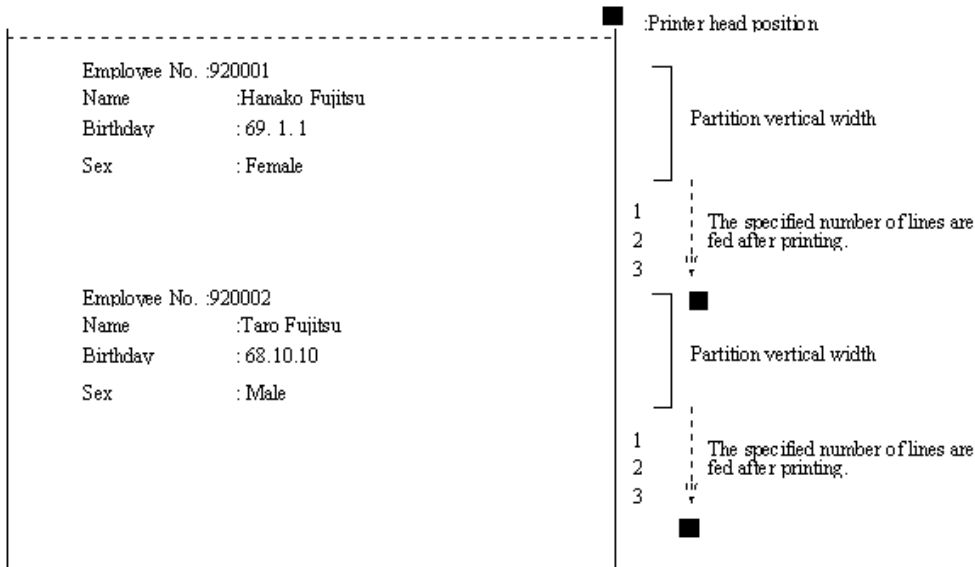 :Printer head position
Employee No. :920001
Name :Hanako Fujitsu
Birthday : 69. 1. 1
Sex : Female
Partition vertical width
1
2
3
The specified number of lines are
fed after printing.
Employee No. :920002
Name :Taro Fujitsu
Birthday : 68.10.10
Sex : Male
Partition vertical width
1
2
3
The specified number of lines are
fed after printing.